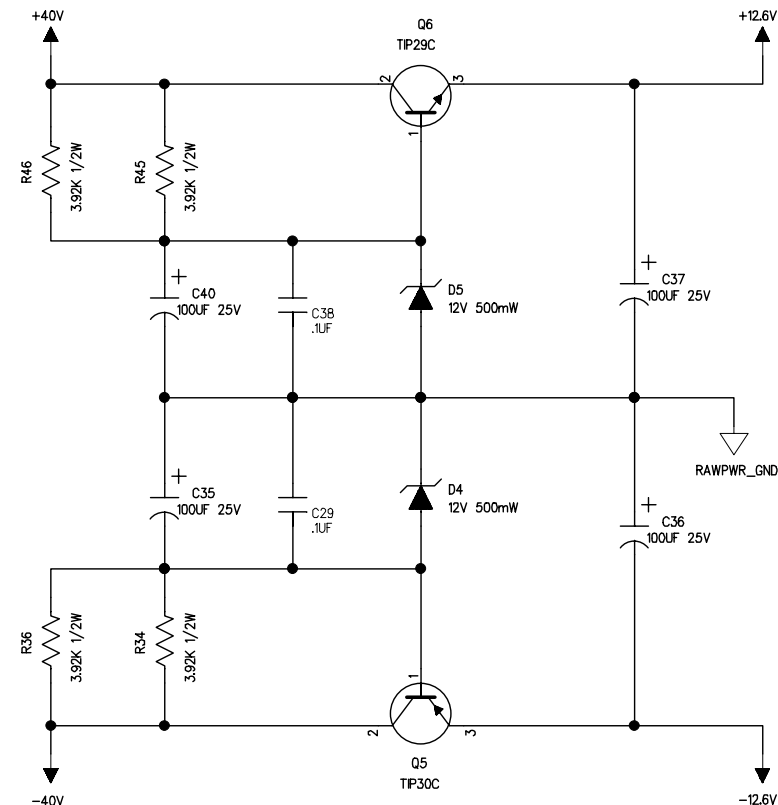 +40V
Q6
TIP29C
+12.6V
2
3
1
R46
3.92K 1/2W
R45
3.92K 1/2W
+
C40
100UF 25V
C38
.1UF
D5
12V 500mW
+
C37
100UF 25V
RAWPWR_GND
+
C35
100UF 25V
C29
.1UF
D4
12V 500mW
+
C36
100UF 25V
R36
3.92K 1/2W
R34
3.92K 1/2W
1
2
3
Q5
TIP30C
-40V
-12.6V